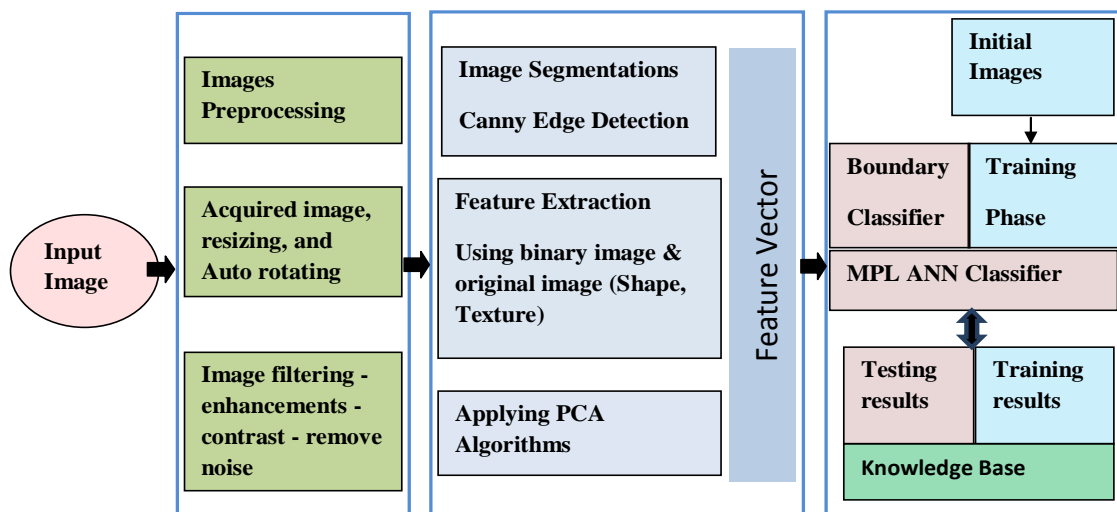 Input
Image
Images
Preprocessing
Acquired image,
resizing, and
Auto rotating
Image filtering -
enhancements -
contrast - remove
noise
Image Segmentations
Canny Edge Detection
Feature Extraction
Using binary image &
original image (Shape,
Texture)
Applying PCA
Algorithms
Feature Vector
Initial
Images
Boundary
Classifier
Training
Phase
MPL ANN Classifier
Testing
results
Training
results
Knowledge Base